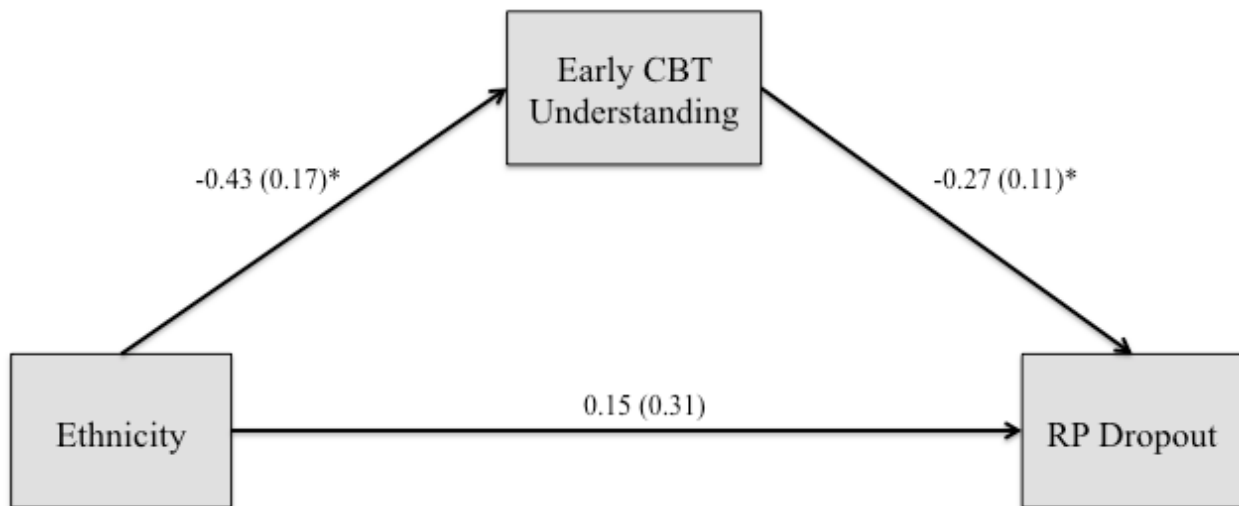 Early CBT
Understanding
-0.43 (0.17)*
-0.27 (0.11)*
Ethnicity
0.15 (0.31)
RP Dropout